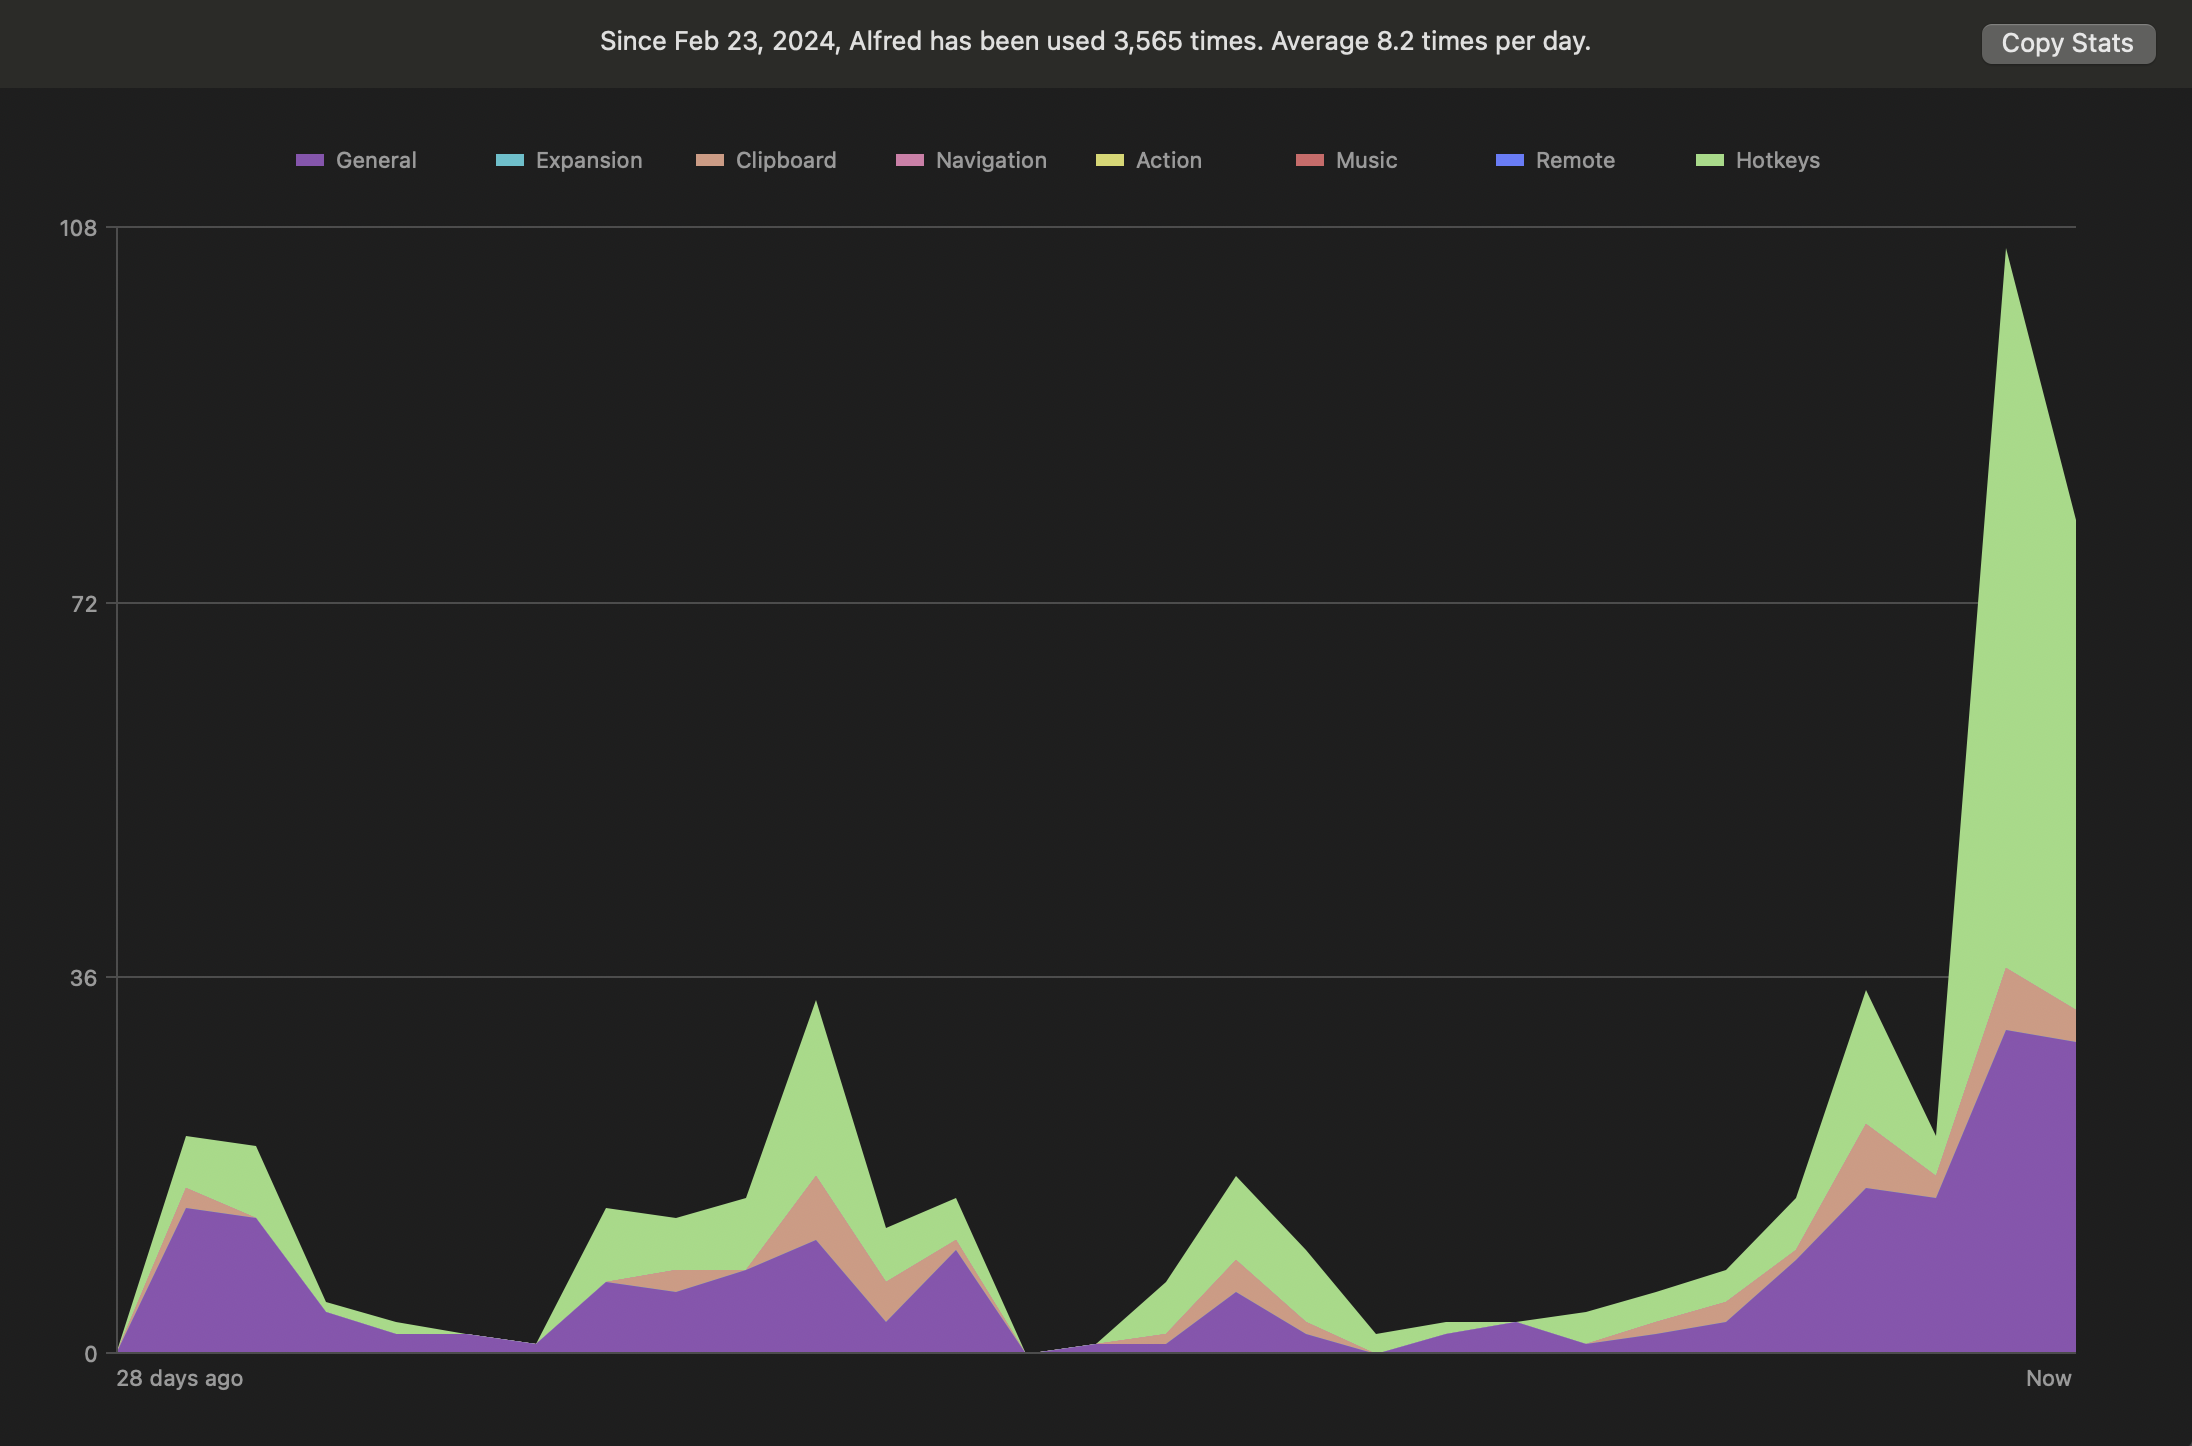 Since Feb 23, 2024, Alfred has been used 3,565 times. Average 8.2 times per day.
Copy Stats
General Expansion Clipboard Navigation Action Music Remote Hotkeys
108
72
36
0
28 days ago Now